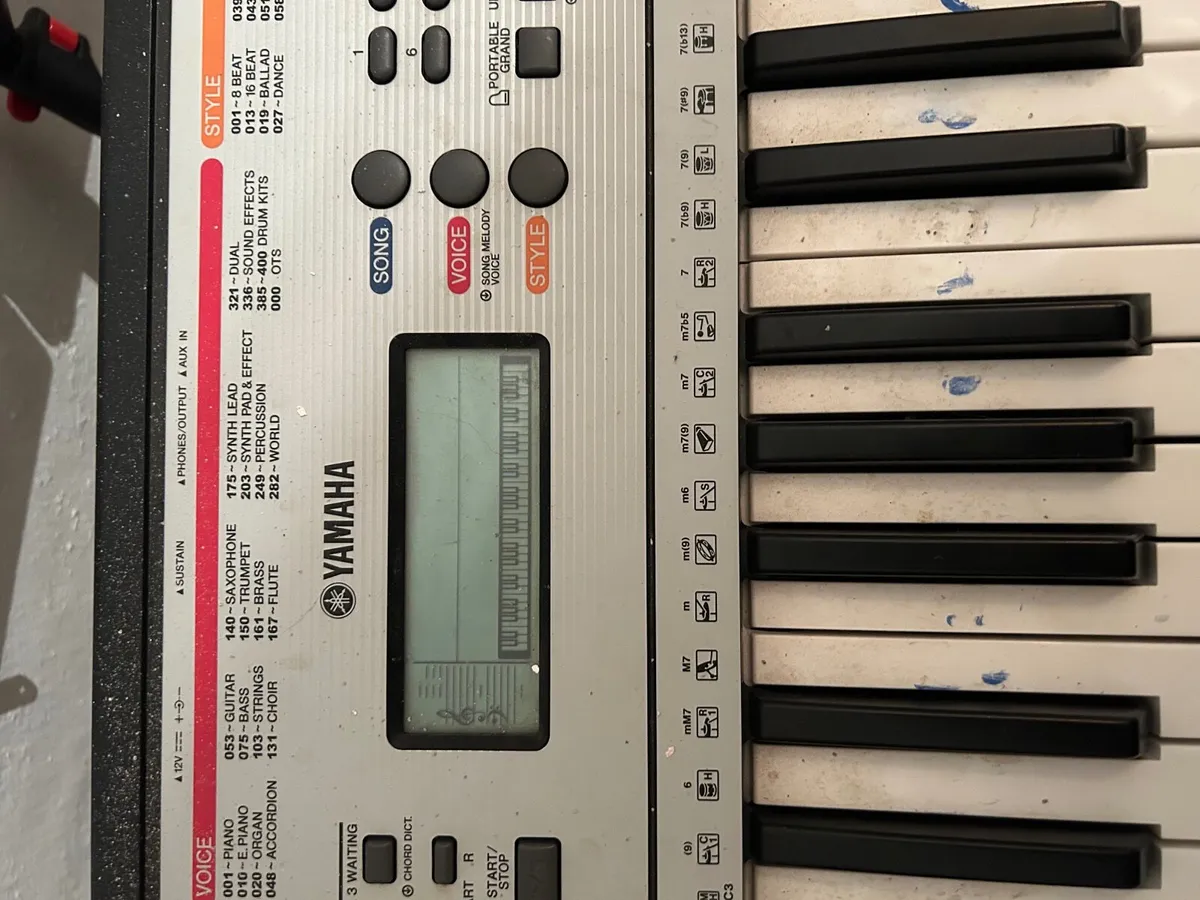 ▲12V
▲SUSTAIN
▲PHONES/OUTPUT
▲AUX IN
VOICE
001~PIANO
010~E.PIANO
020~ORGAN
048~ACCORDION
053~GUITAR
075~BASS
103~STRINGS
131~CHOIR
140~SAXOPHONE
150~TRUMPET
161~BRASS
167~FLUTE
175~SYNTH LEAD
203~SYNTH PAD & EFFECT
249~PERCUSSION
282~WORLD
321~DUAL
336~SOUND EFFECTS
385~400 DRUM KITS
000 OTS
STYLE
001~8 BEAT
013~16 BEAT
019~BALLAD
027~DANCE
YAMAHA
SONG
VOICE
SONG MELODY
VOICE
STYLE
1
6
PORTABLE
GRAND
3 WAITING
CHORD DICT.
START/
STOP
C3
(9)
6
mM7
M7
m
m(9)
m6
m7(9)
m7
m7b5
7
7(b9)
7(9)
7(#9)
7(b13)